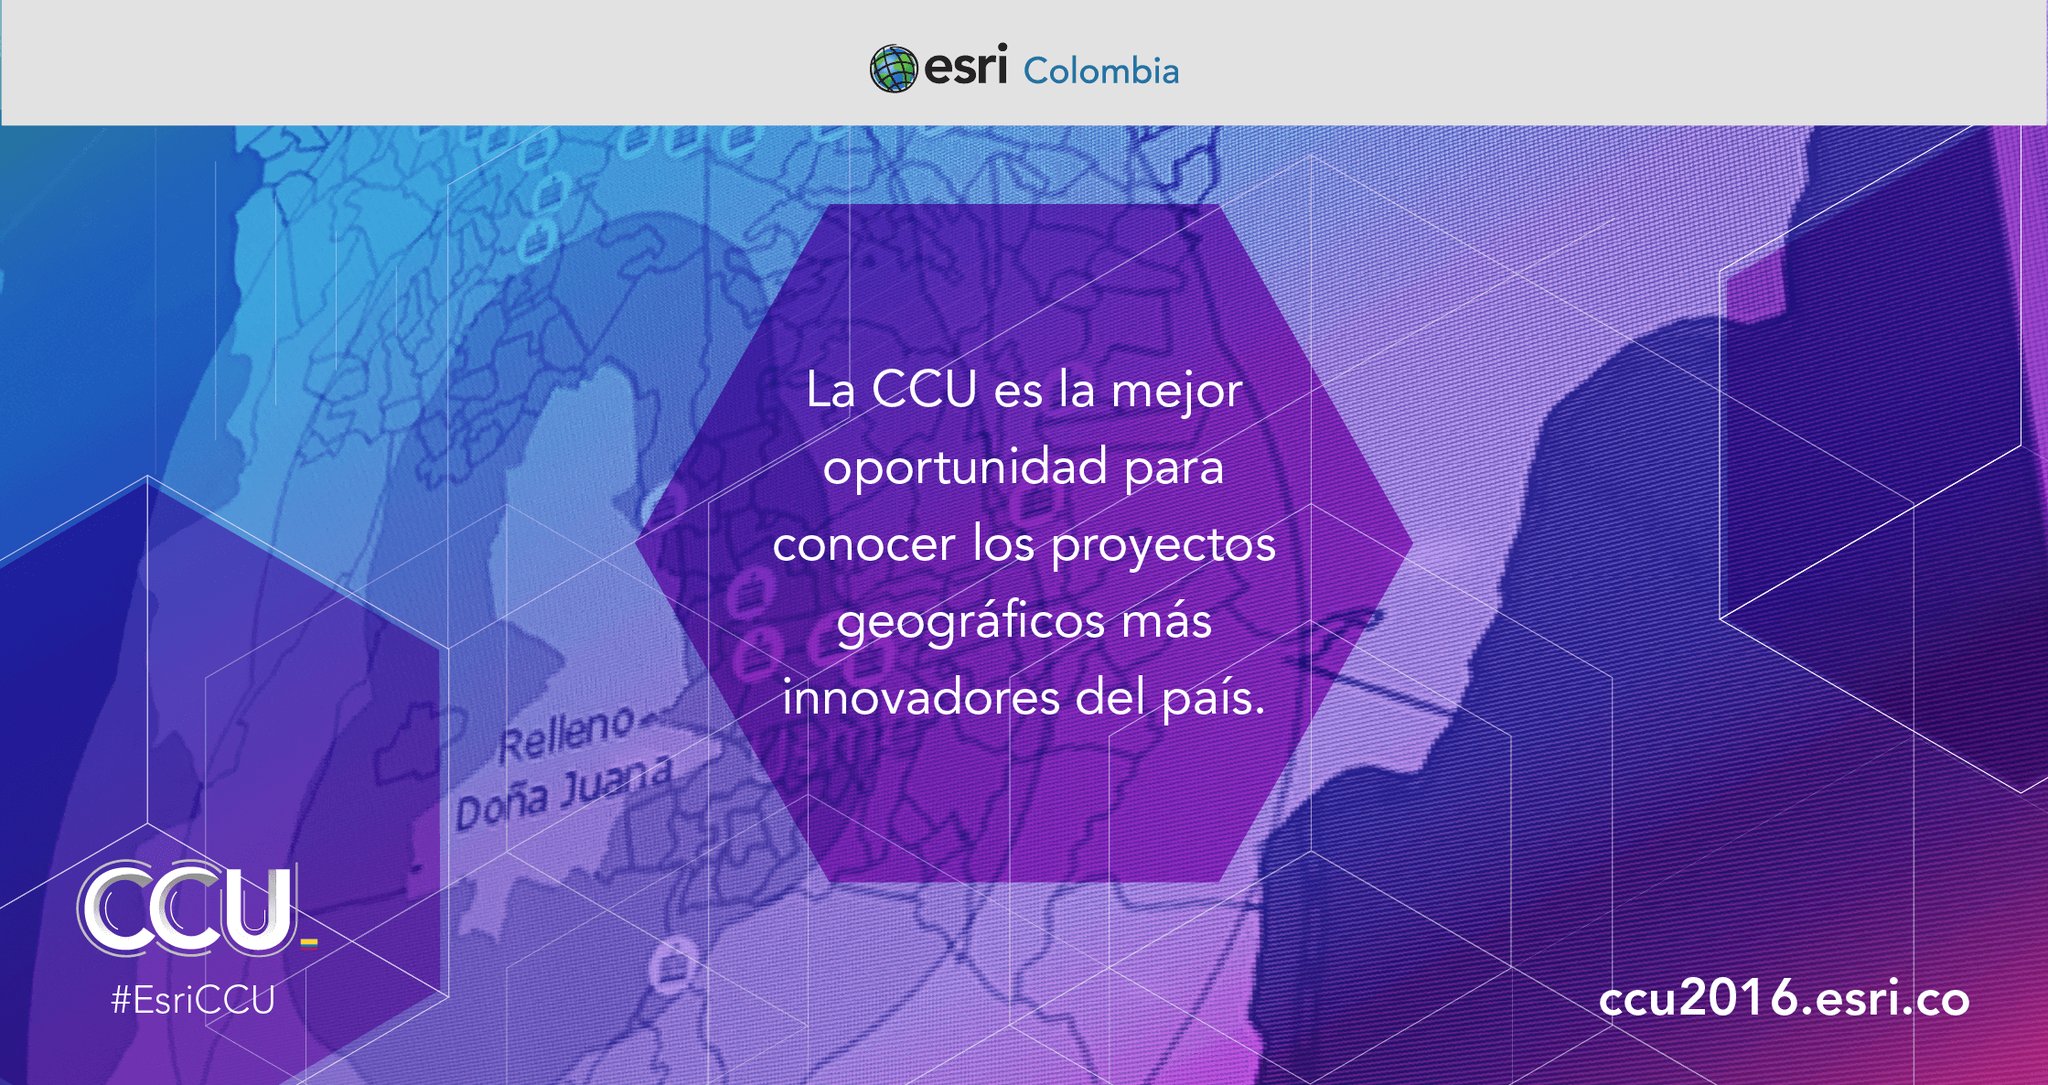 esri Colombia
La CCU es la mejor
oportunidad para
conocer los proyectos
geográficos más
innovadores del país.
Relleno
Doña Juana
CCU
#EsriCCU
ccu2016.esri.co